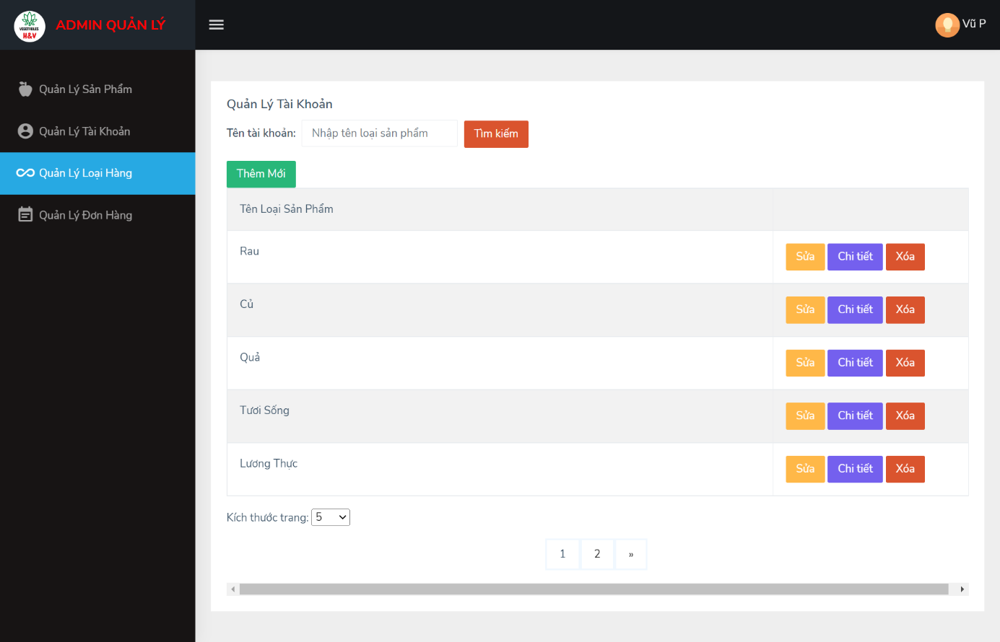 VEGETABLES
H&V
ADMIN QUẢN LÝ
Vũ P
Quản Lý Sản Phẩm
Quản Lý Tài Khoản
Quản Lý Loại Hàng
Quản Lý Đơn Hàng
Quản Lý Tài Khoản
Tên tài khoản: Nhập tên loại sản phẩm Tìm kiếm
Thêm Mới
Tên Loại Sản Phẩm
Rau Sửa Chi tiết Xóa
Củ Sửa Chi tiết Xóa
Quả Sửa Chi tiết Xóa
Tươi Sống Sửa Chi tiết Xóa
Lương Thực Sửa Chi tiết Xóa
Kích thước trang: 5
1 2 »